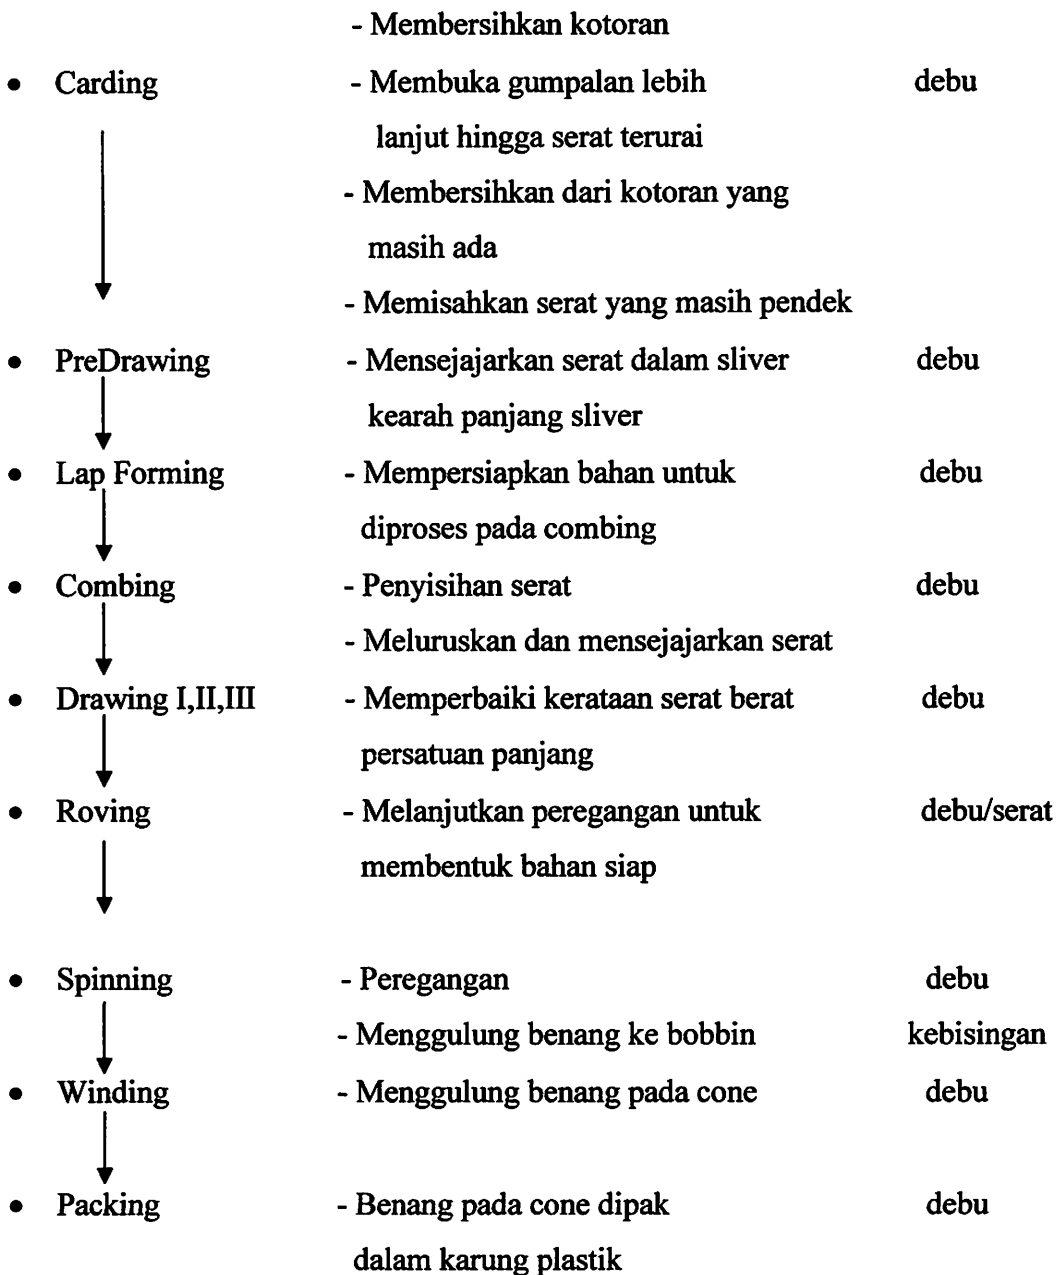 - Membersihkan kotoran
• Carding - Membuka gumpalan lebih debu
lanjut hingga serat terurai
- Membersihkan dari kotoran yang
masih ada
- Memisahkan serat yang masih pendek
• PreDrawing - Mensejajarkan serat dalam sliver debu
kearah panjang sliver
• Lap Forming - Mempersiapkan bahan untuk debu
diproses pada combing
• Combing - Penyisihan serat debu
- Meluruskan dan mensejajarkan serat
• Drawing I,II,III - Memperbaiki kerataan serat berat debu
persatuan panjang
• Roving - Melanjutkan peregangan untuk debu/serat
membentuk bahan siap
• Spinning - Peregangan debu
- Menggulung benang ke bobbin kebisingan
• Winding - Menggulung benang pada cone debu
• Packing - Benang pada cone dipak debu
dalam karung plastik